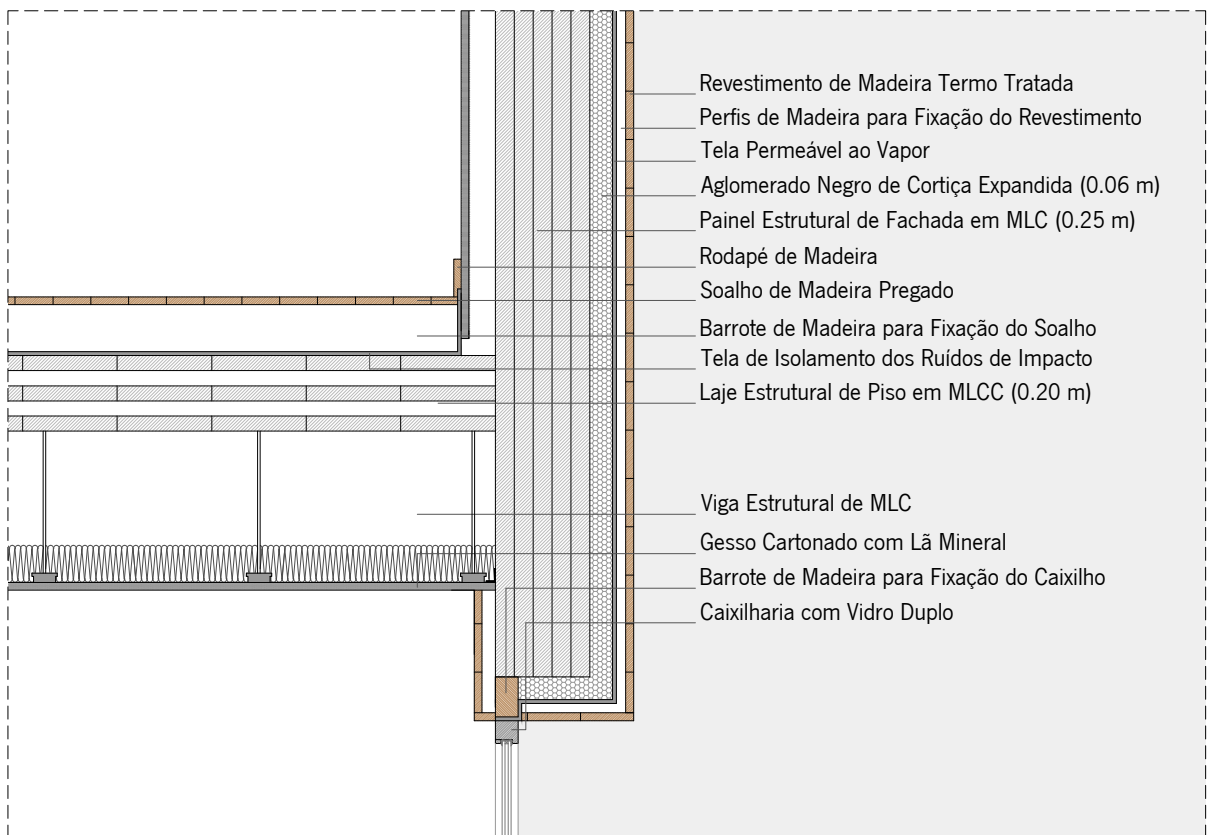 Revestimento de Madeira Termo Tratada
Perfis de Madeira para Fixação do Revestimento
Tela Permeável ao Vapor
Aglomerado Negro de Cortiça Expandida (0.06 m)
Painel Estrutural de Fachada em MLC (0.25 m)
Rodapé de Madeira
Soalho de Madeira Pregado
Barrote de Madeira para Fixação do Soalho
Tela de Isolamento dos Ruídos de Impacto
Laje Estrutural de Piso em MLCC (0.20 m)
Viga Estrutural de MLC
Gesso Cartonado com Lã Mineral
Barrote de Madeira para Fixação do Caixilho
Caixilharia com Vidro Duplo